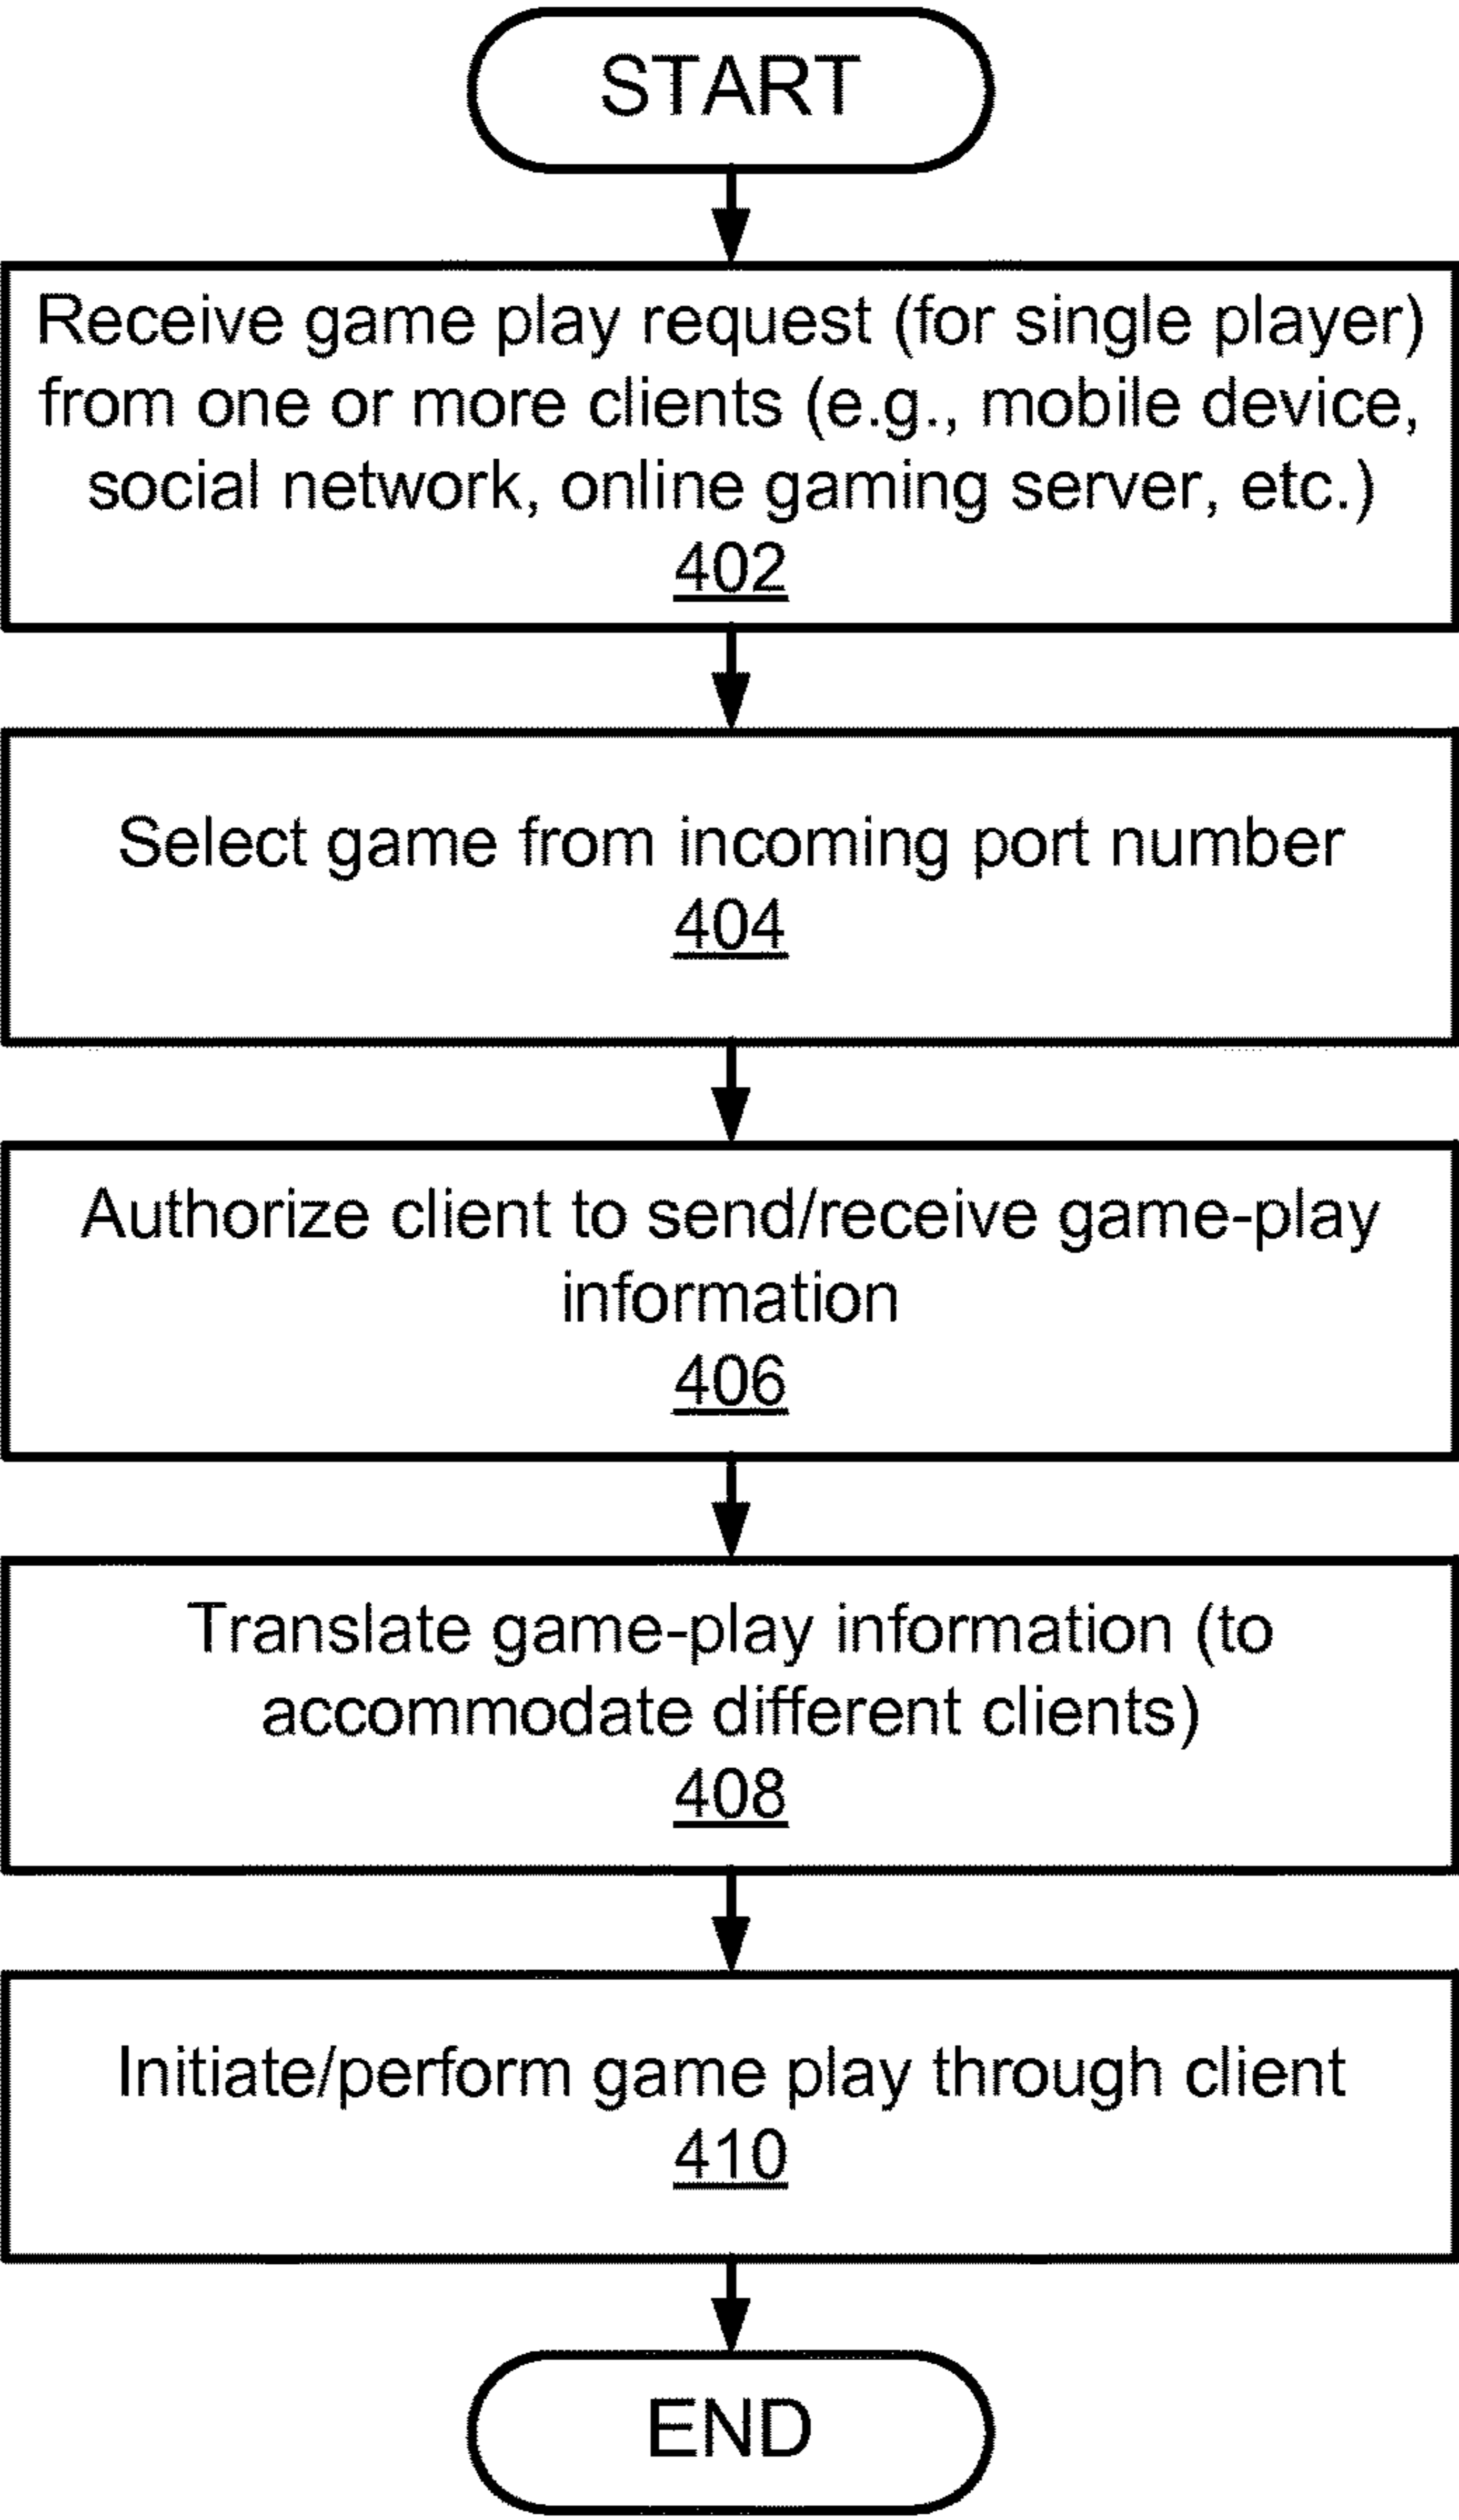 START
Receive game play request (for single player)
from one or more clients (e.g., mobile device,
social network, online gaming server, etc.)
402
Select game from incoming port number
404
Authorize client to send/receive game-play
information
406
Translate game-play information (to
accommodate different clients)
408
Initiate/perform game play through client
410
END